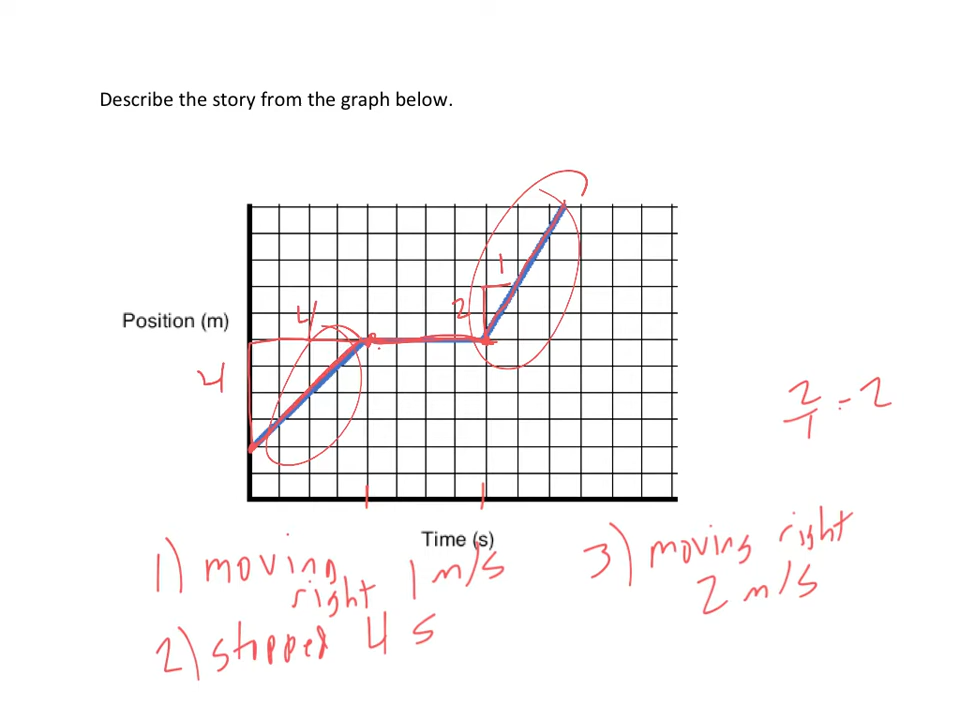 Describe the story from the graph below.
1
4
2
Position (m)
4
2/1 = 2
Time (s)
1) moving right 1 m/s
3) moving right
2 m/s
2) stopped 4 s